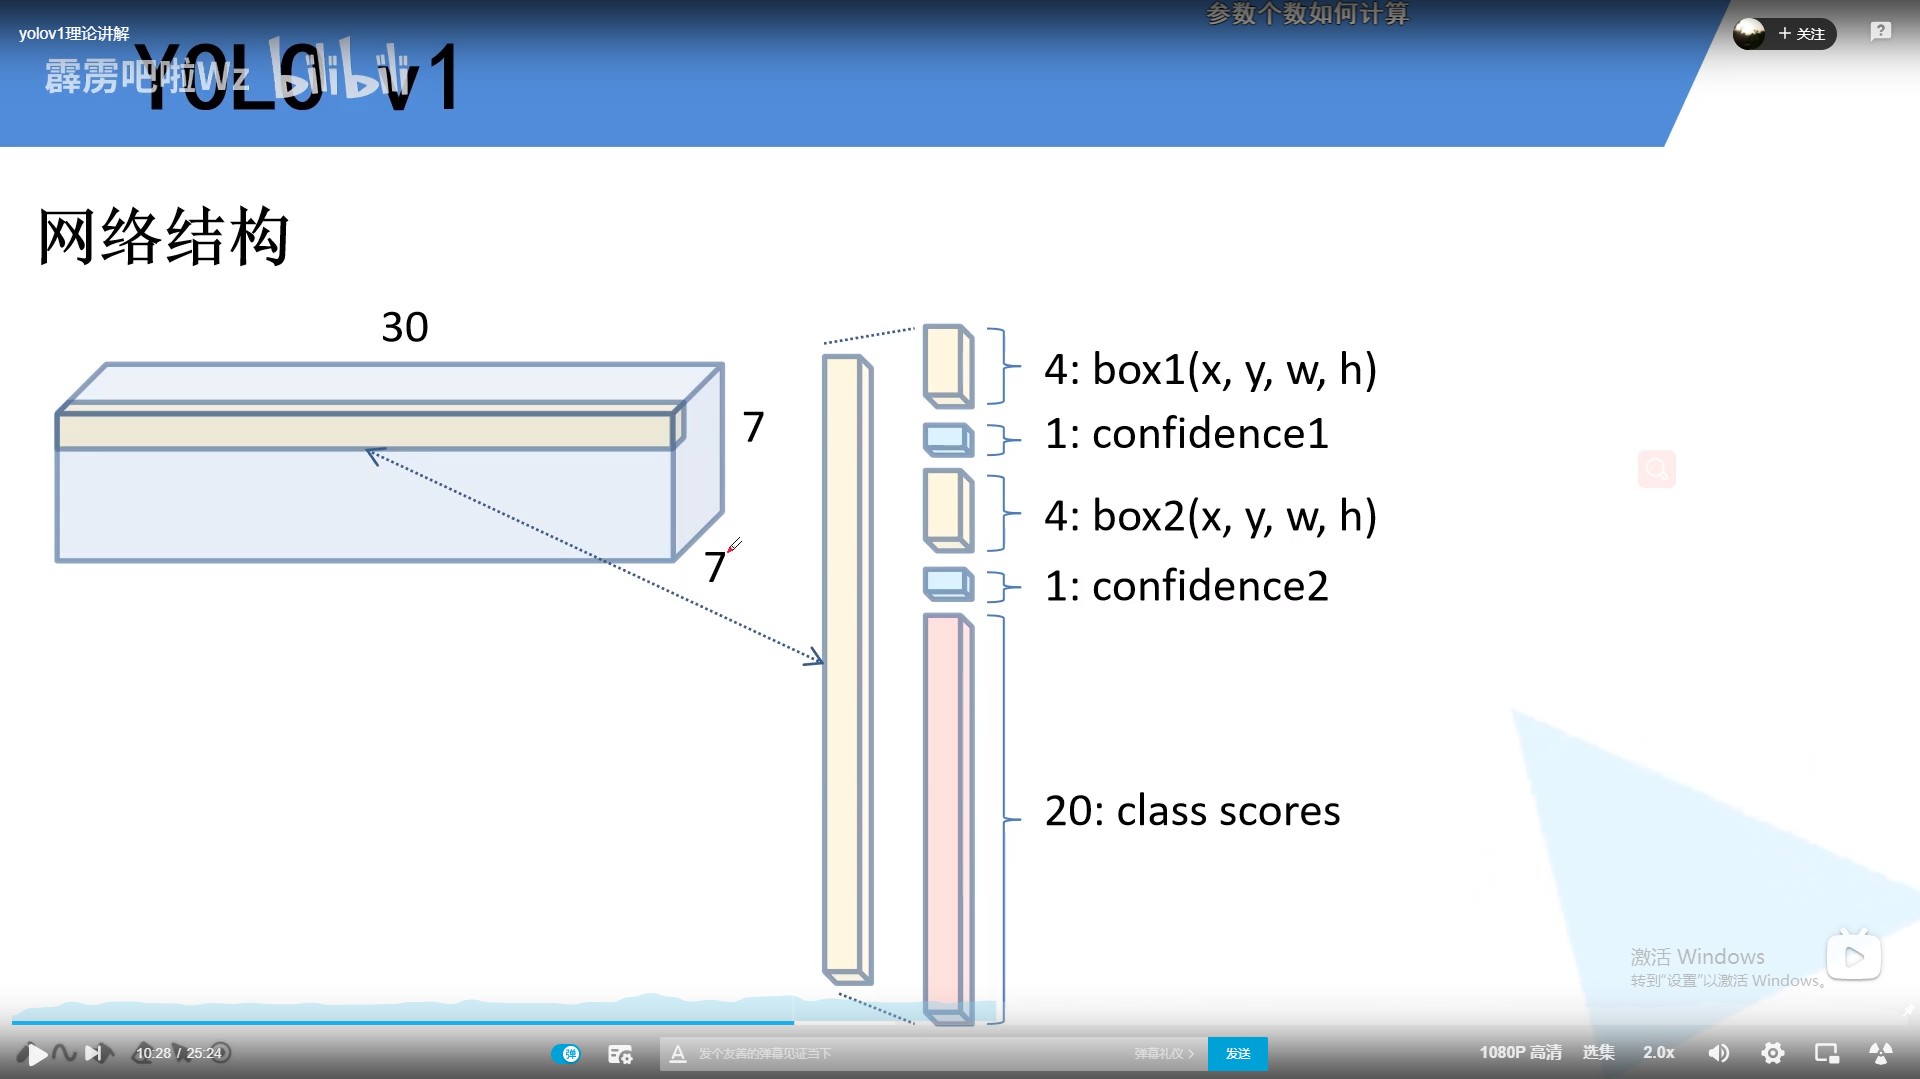 参数个数如何计算
yolov1理论讲解
+ 关注
霹雳吧啦Wz bilibili
YOLO v1
网络结构
30
7
7
4: box1(x, y, w, h)
1: confidence1
4: box2(x, y, w, h)
1: confidence2
20: class scores
激活 Windows
转到“设置”以激活 Windows。
10:28 / 25:24
弹
发个友善的弹幕见证当下
弹幕礼仪 >
发送
1080P 高清
选集
2.0x